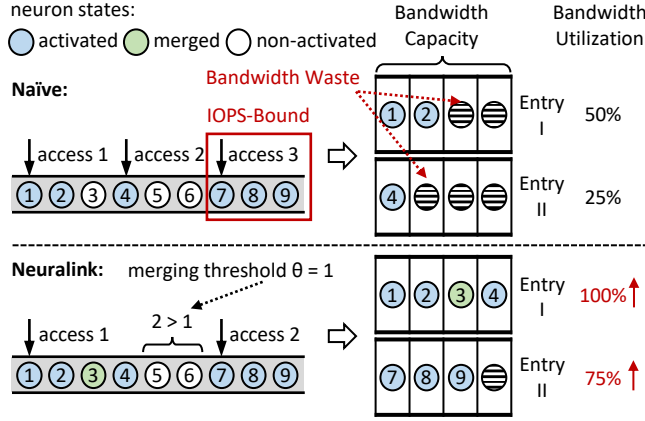 neuron states:
activated; merged; non-activated
Bandwidth Capacity
Bandwidth Utilization
Naïve:
Bandwidth Waste
IOPS-Bound
access 1
access 2
access 3
1 2 3 4 5 6 7 8 9
1 2
Entry I
50%
4
Entry II
25%
Neuralink:
merging threshold θ = 1
2 > 1
access 1
access 2
1 2 3 4 5 6 7 8 9
1 2 3 4
Entry I
100%
7 8 9
Entry II
75%